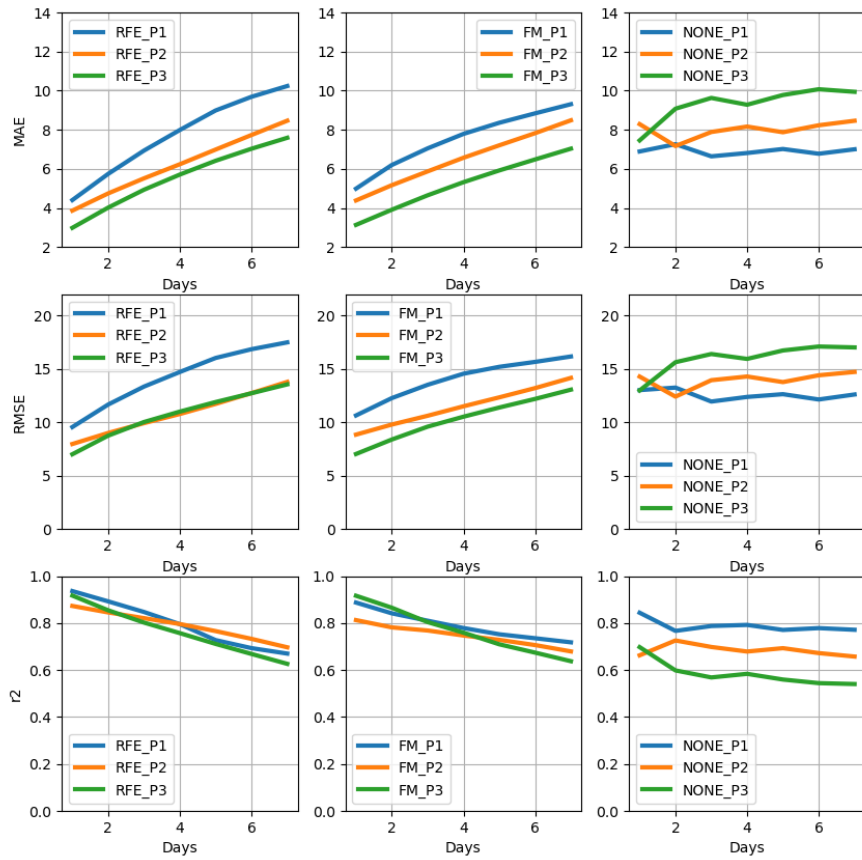 14
12
10
8
6
4
2
MAE
RFE_P1
RFE_P2
RFE_P3
2 4 6
Days
14
12
10
8
6
4
2
FM_P1
FM_P2
FM_P3
2 4 6
Days
14
12
10
8
6
4
2
NONE_P1
NONE_P2
NONE_P3
2 4 6
Days
20
15
10
5
0
RMSE
RFE_P1
RFE_P2
RFE_P3
2 4 6
Days
20
15
10
5
0
FM_P1
FM_P2
FM_P3
2 4 6
Days
20
15
10
5
0
NONE_P1
NONE_P2
NONE_P3
2 4 6
Days
1.0
0.8
0.6
0.4
0.2
0.0
r2
RFE_P1
RFE_P2
RFE_P3
2 4 6
Days
1.0
0.8
0.6
0.4
0.2
0.0
FM_P1
FM_P2
FM_P3
2 4 6
Days
1.0
0.8
0.6
0.4
0.2
0.0
NONE_P1
NONE_P2
NONE_P3
2 4 6
Days